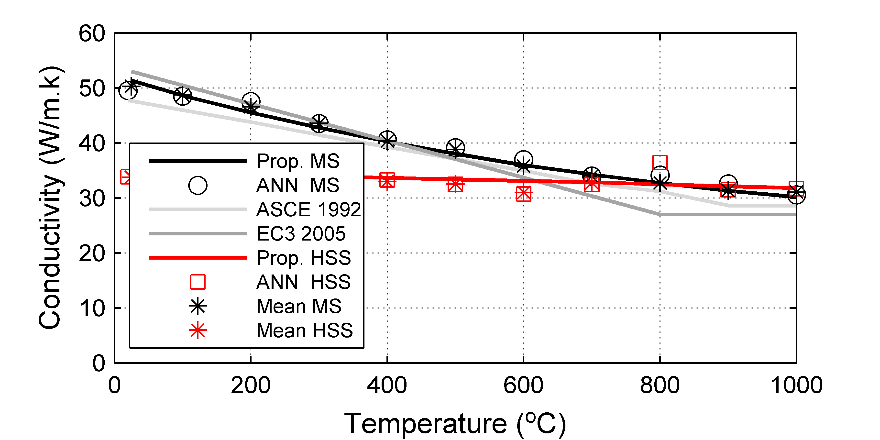 60
50
40
30
20
10
0
Conductivity (W/m.k)
Prop. MS
ANN MS
ASCE 1992
EC3 2005
Prop. HSS
ANN HSS
Mean MS
Mean HSS
0 200 400 600 800 1000
Temperature (ºC)